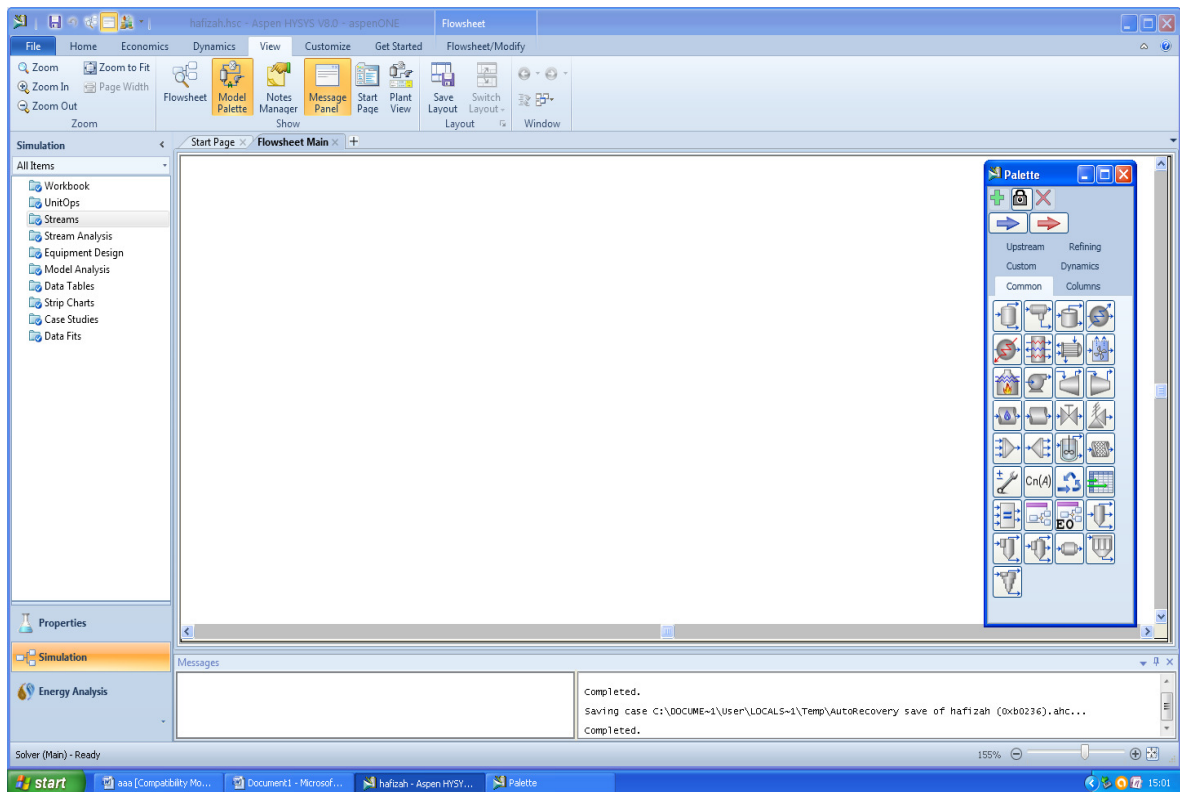 hafizah.hsc - Aspen HYSYS V8.0 - aspenONE Flowsheet
File Home Economics Dynamics View Customize Get Started Flowsheet/Modify
Zoom Zoom to Fit
Zoom In Page Width
Zoom Out
Zoom
Flowsheet Model Palette Notes Manager Message Panel Start Page Plant View
Show
Save Layout Switch Layout
Layout
Window
Simulation
Start Page Flowsheet Main
All Items
Workbook
UnitOps
Streams
Stream Analysis
Equipment Design
Model Analysis
Data Tables
Strip Charts
Case Studies
Data Fits
Palette
Upstream Refining
Custom Dynamics
Common Columns
Cn(A)
EO
Properties
Simulation
Energy Analysis
Messages
Completed.
Saving case C:\DOCUME~1\User\LOCALS~1\Temp\AutoRecovery save of hafizah (0xb0236).ahc...
Completed.
Solver (Main) - Ready
155%
start aaa [Compatibility Mo... Document1 - Microsof... hafizah - Aspen HYSY... Palette 15:01